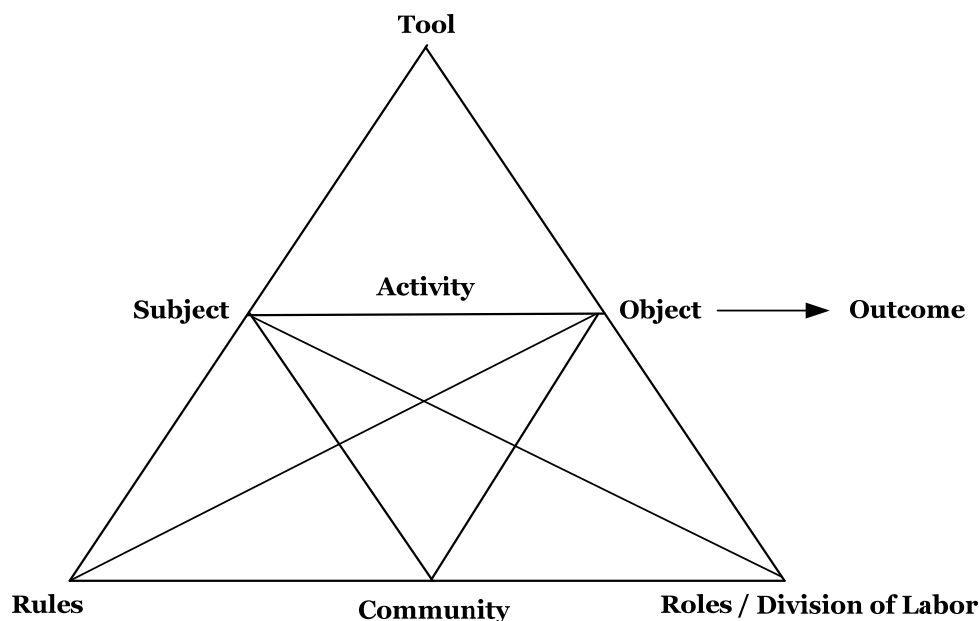 Tool
Activity
Subject
Object
Outcome
Rules
Community
Roles / Division of Labor